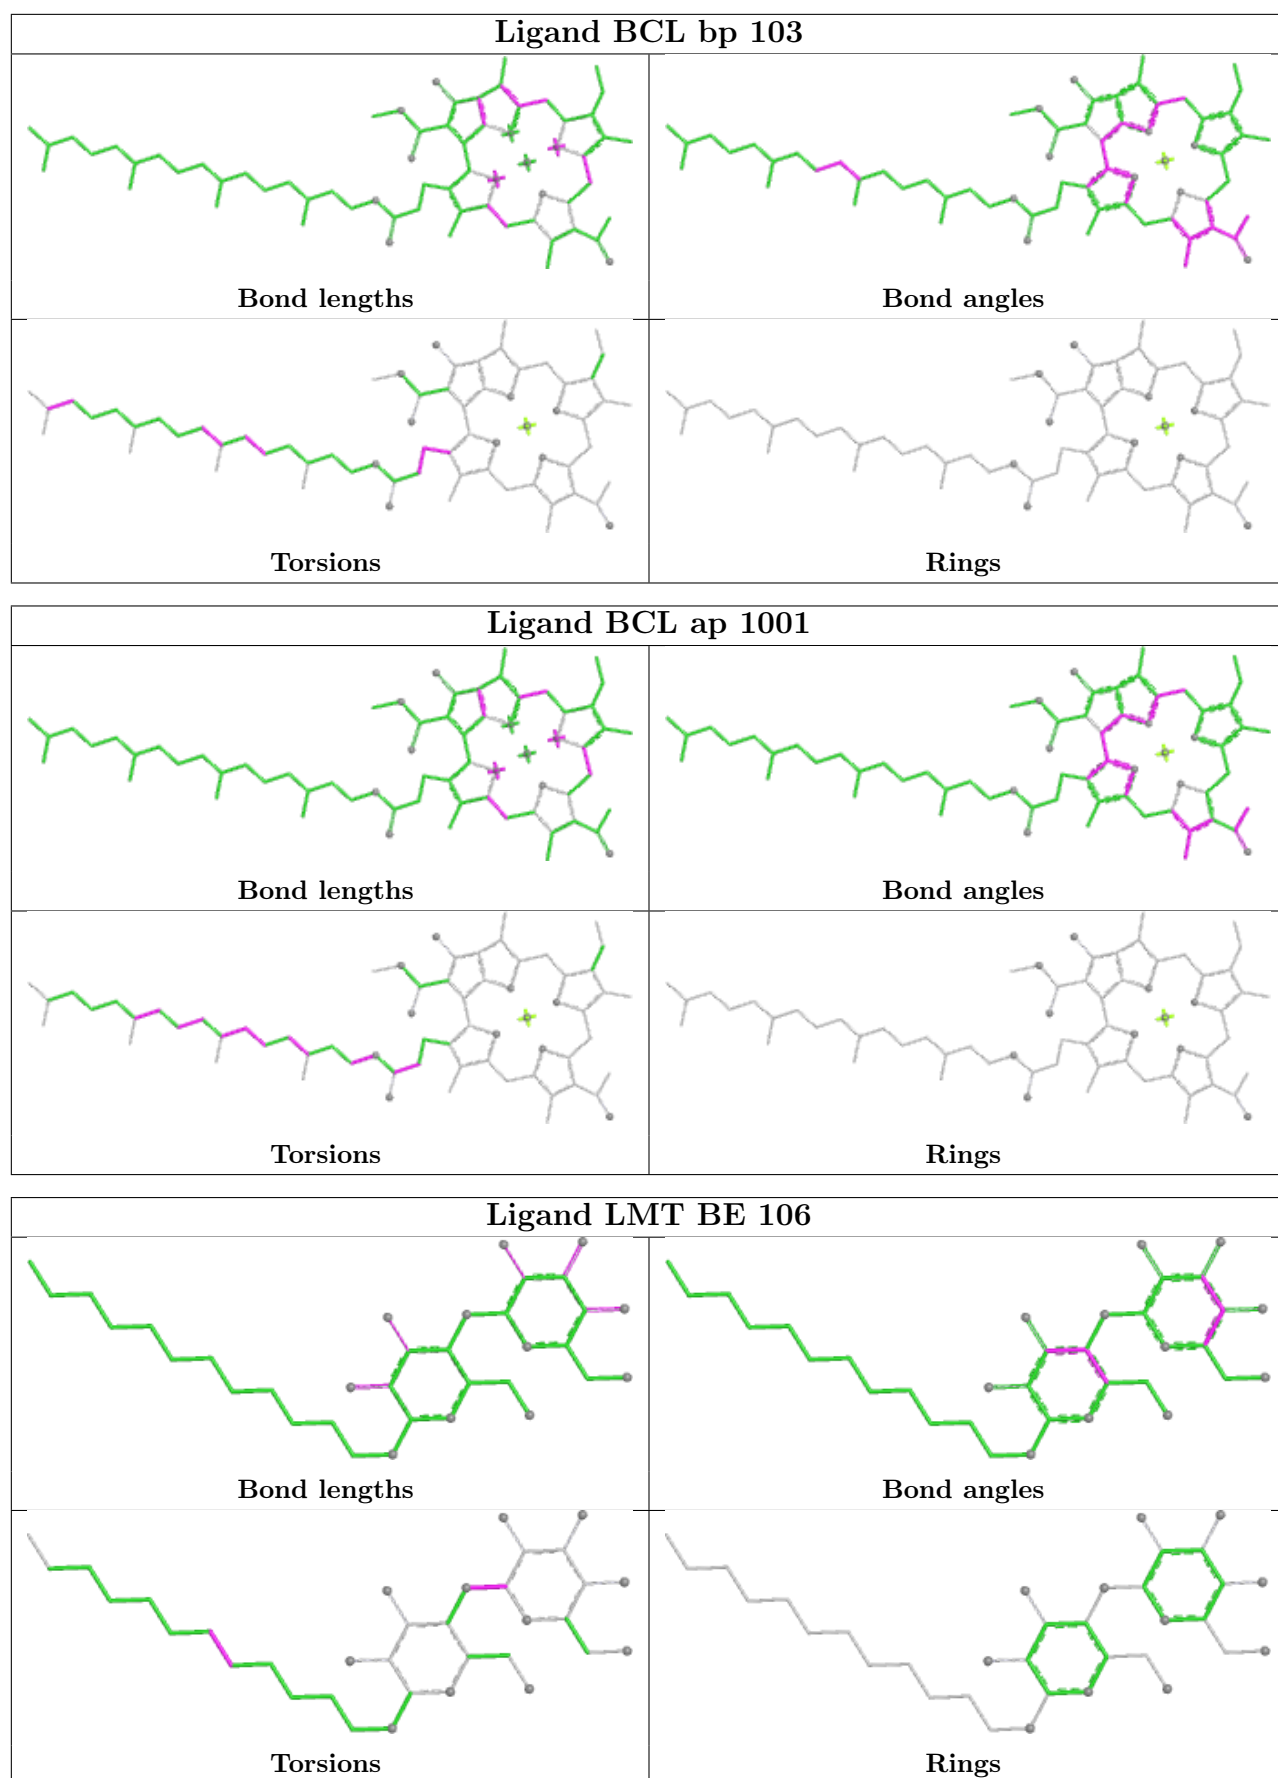 Ligand BCL bp 103
Bond lengths
Bond angles
Torsions
Rings
Ligand BCL ap 1001
Bond lengths
Bond angles
Torsions
Rings
Ligand LMT BE 106
Bond lengths
Bond angles
Torsions
Rings